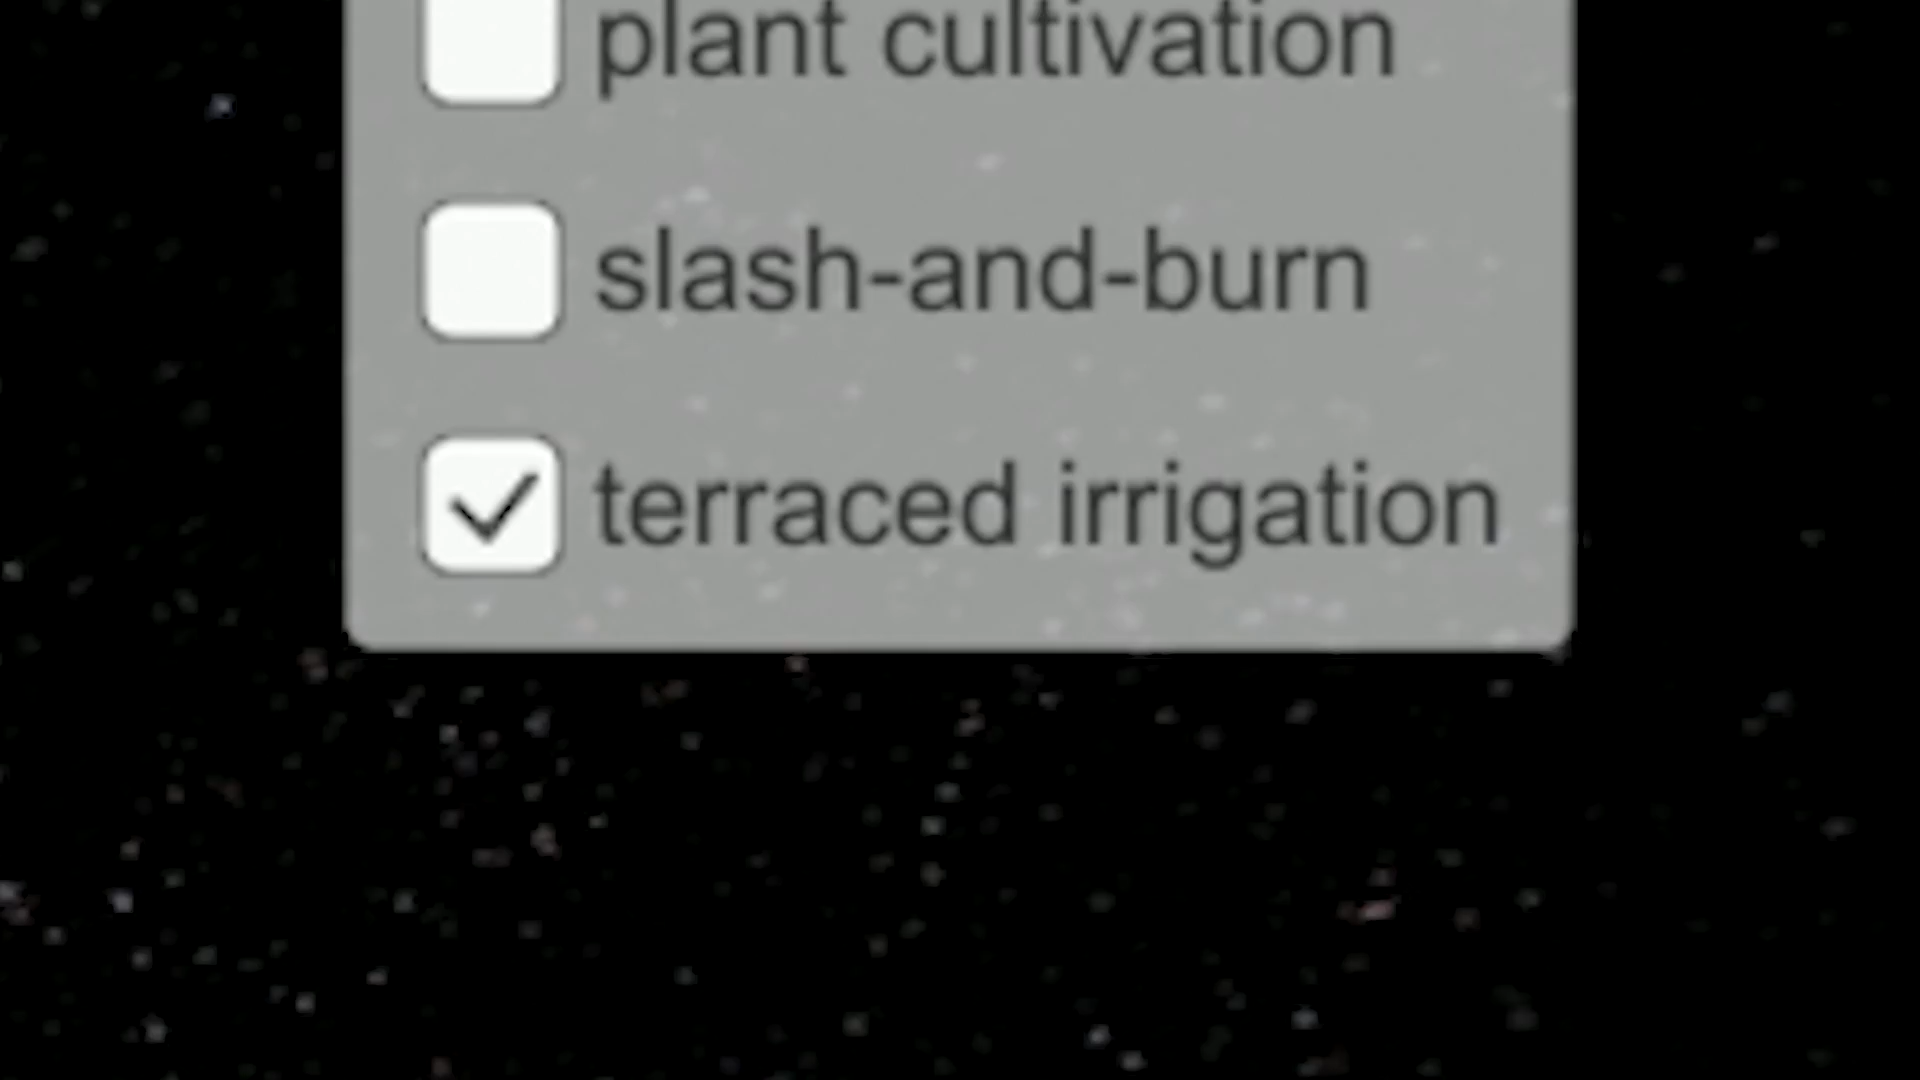 plant cultivation
slash-and-burn
terraced irrigation